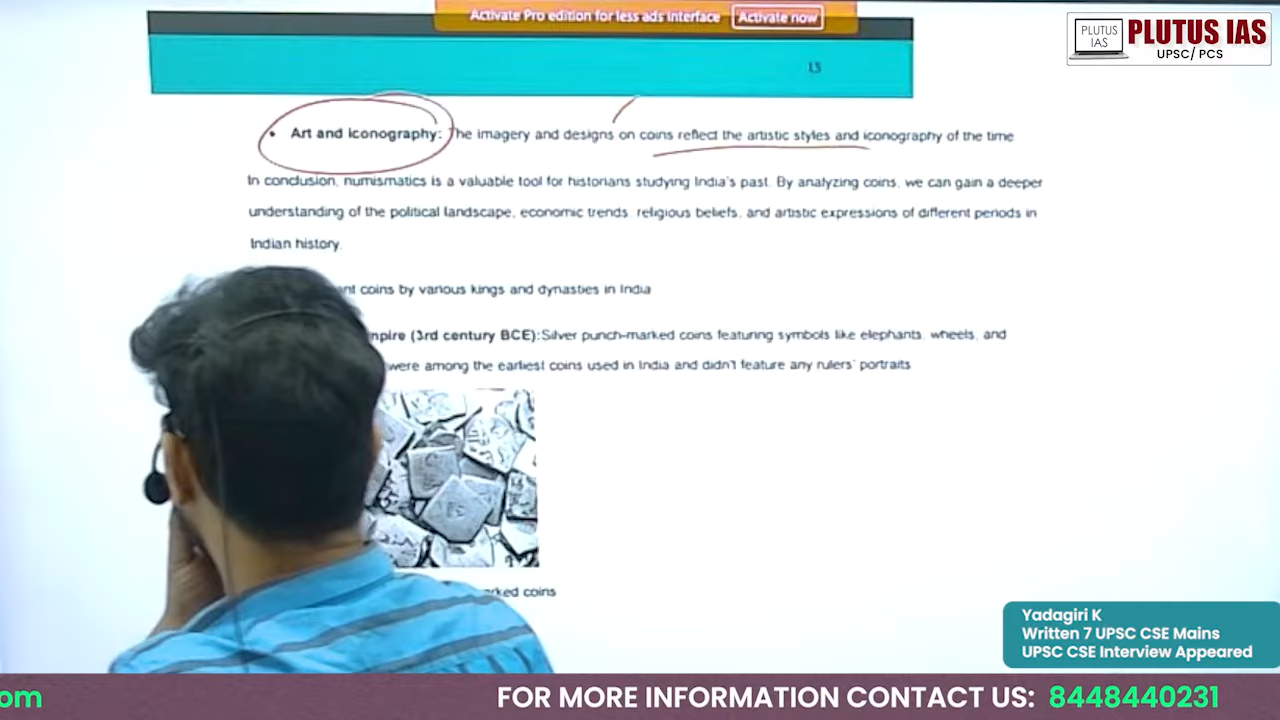 Activate Pro edition for less ads interface Activate now
PLUTUS IAS
PLUTUS IAS
UPSC/ PCS
13
• Art and Iconography: The imagery and designs on coins reflect the artistic styles and iconography of the time
In conclusion, numismatics is a valuable tool for historians studying India's past. By analyzing coins, we can gain a deeper
understanding of the political landscape, economic trends, religious beliefs, and artistic expressions of different periods in
Indian history.
coins by various kings and dynasties in India
(3rd century BCE):Silver punch-marked coins featuring symbols like elephants, wheels, and
were among the earliest coins used in India and didn't feature any rulers' portraits
coins
Yadagiri K
Written 7 UPSC CSE Mains
UPSC CSE Interview Appeared
om
FOR MORE INFORMATION CONTACT US: 8448440231